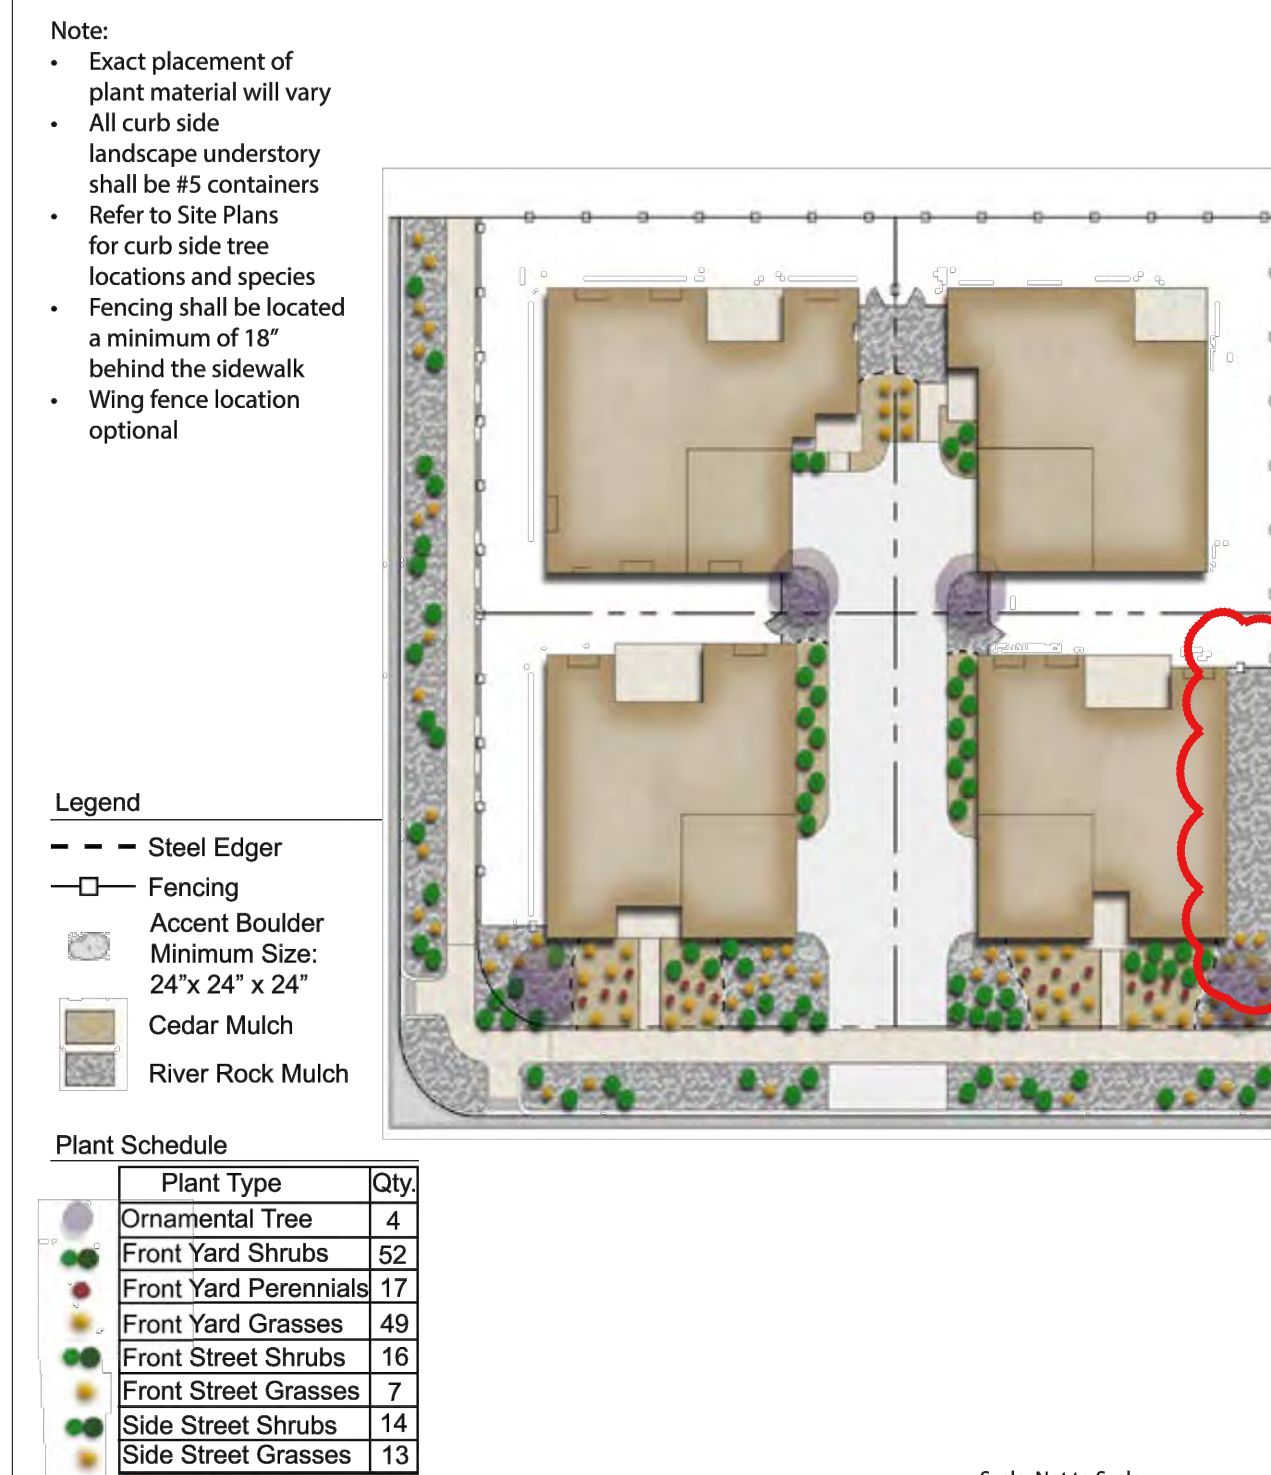 Note:
• Exact placement of
plant material will vary
• All curb side
landscape understory
shall be #5 containers
• Refer to Site Plans
for curb side tree
locations and species
• Fencing shall be located
a minimum of 18”
behind the sidewalk
• Wing fence location
optional
Legend
Steel Edger
Fencing
Accent Boulder
Minimum Size:
24”x 24” x 24”
Cedar Mulch
River Rock Mulch
Plant Schedule
Plant Type Qty.
Ornamental Tree 4
Front Yard Shrubs 52
Front Yard Perennials 17
Front Yard Grasses 49
Front Street Shrubs 16
Front Street Grasses 7
Side Street Shrubs 14
Side Street Grasses 13